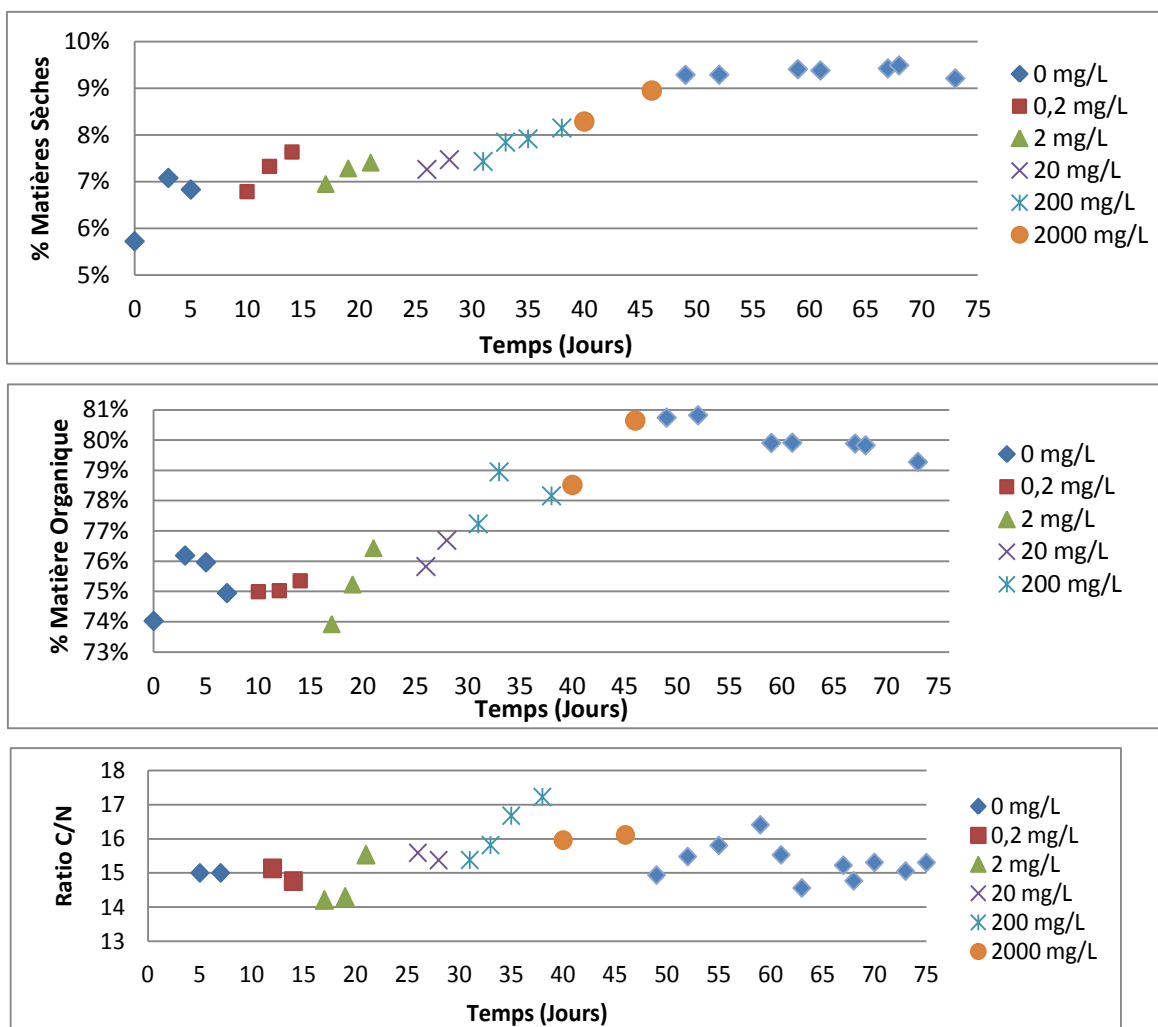 % Matières Sèches
10%
9%
8%
7%
6%
5%
0 5 10 15 20 25 30 35 40 45 50 55 60 65 70 75
Temps (Jours)
0 mg/L
0,2 mg/L
2 mg/L
20 mg/L
200 mg/L
2000 mg/L
% Matière Organique
81%
80%
79%
78%
77%
76%
75%
74%
73%
0 5 10 15 20 25 30 35 40 45 50 55 60 65 70 75
Temps (Jours)
0 mg/L
0,2 mg/L
2 mg/L
20 mg/L
200 mg/L
Ratio C/N
18
17
16
15
14
13
0 5 10 15 20 25 30 35 40 45 50 55 60 65 70 75
Temps (Jours)
0 mg/L
0,2 mg/L
2 mg/L
20 mg/L
200 mg/L
2000 mg/L